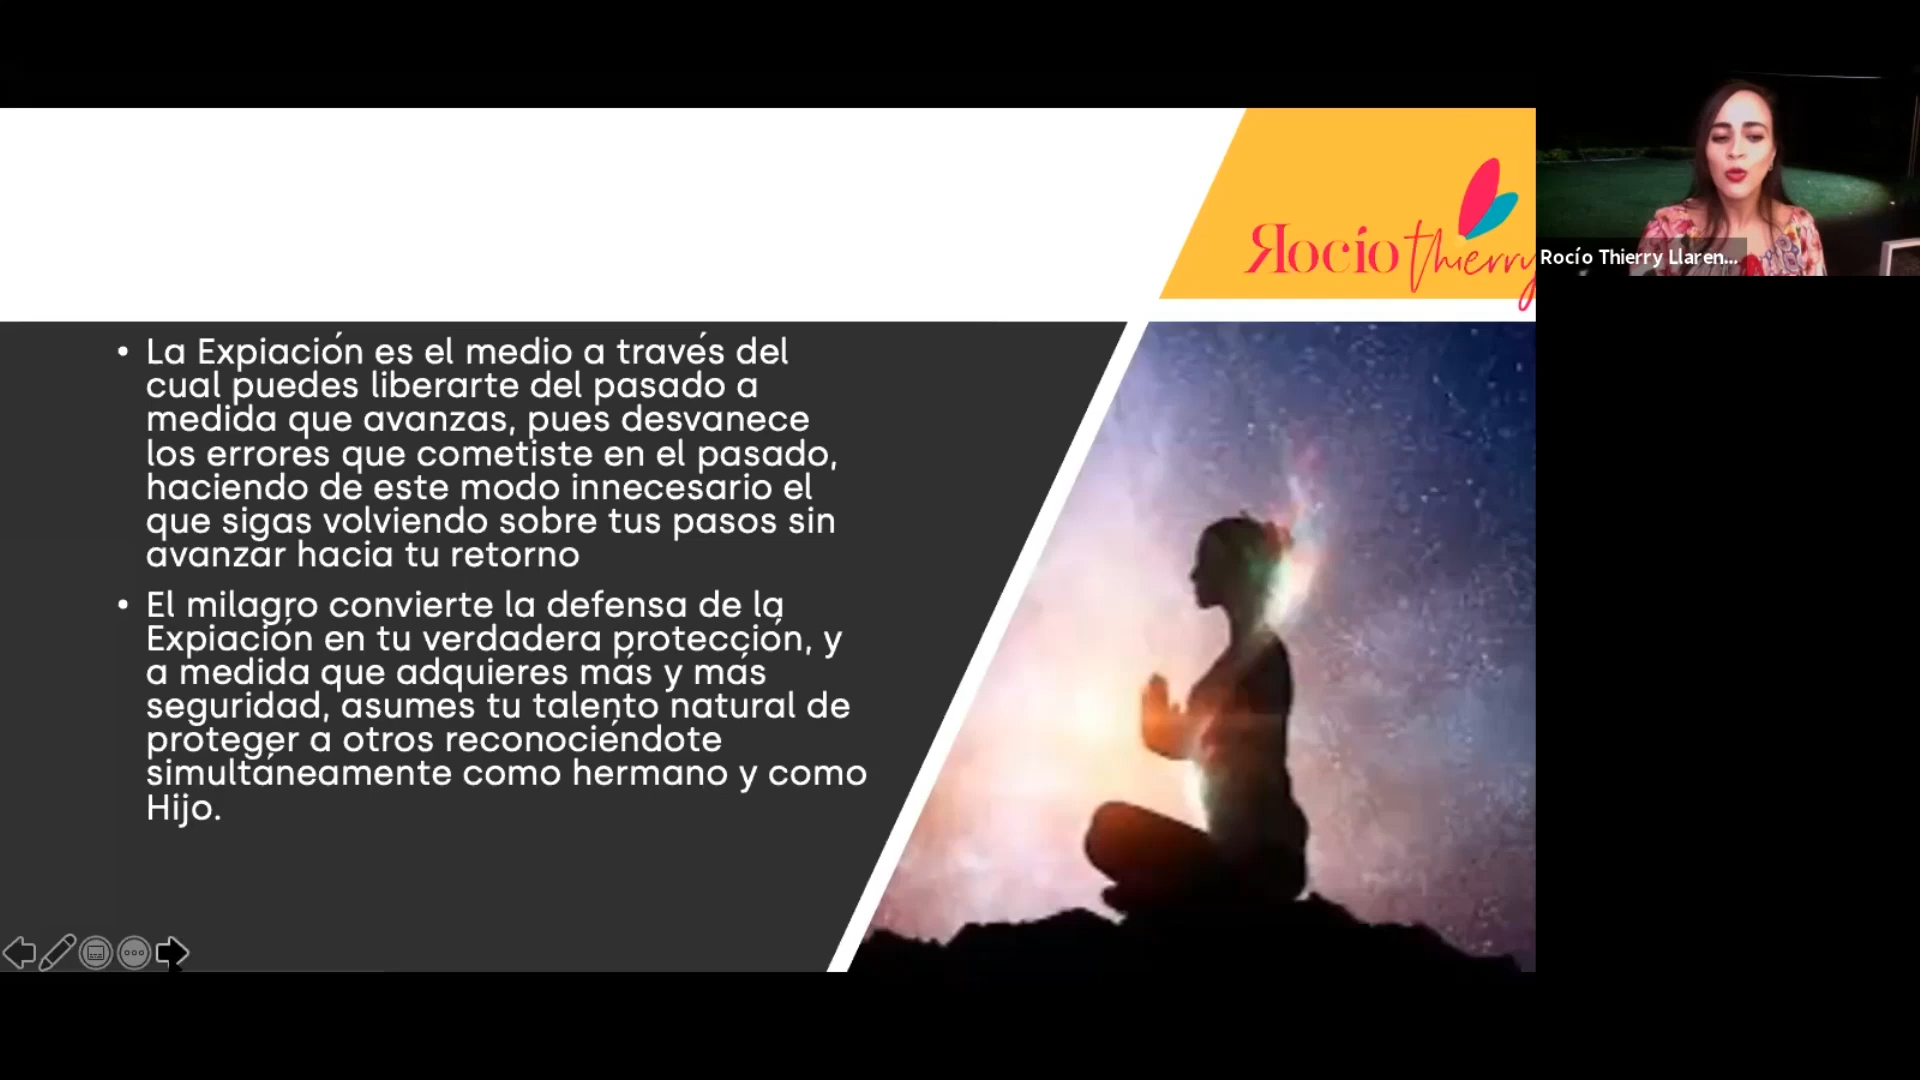 Rocío thierry
Rocío Thierry Llaren...
• La Expiación es el medio a través del
cual puedes liberarte del pasado a
medida que avanzas, pues desvanece
los errores que cometiste en el pasado,
haciendo de este modo innecesario el
que sigas volviendo sobre tus pasos sin
avanzar hacia tu retorno
• El milagro convierte la defensa de la
Expiación en tu verdadera protección, y
a medida que adquieres más y más
seguridad, asumes tu talento natural de
proteger a otros reconociéndote
simultáneamente como hermano y como
Hijo.